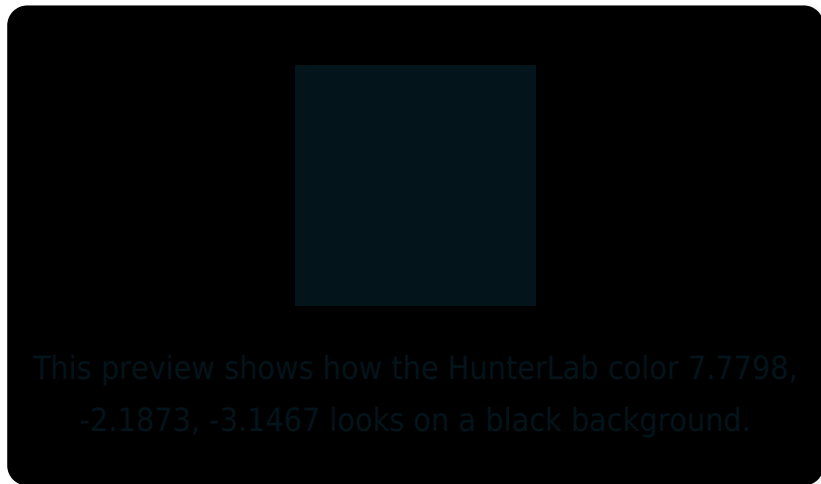 This preview shows how the HunterLab color 7.7798,
-2.1873, -3.1467 looks on a black background.